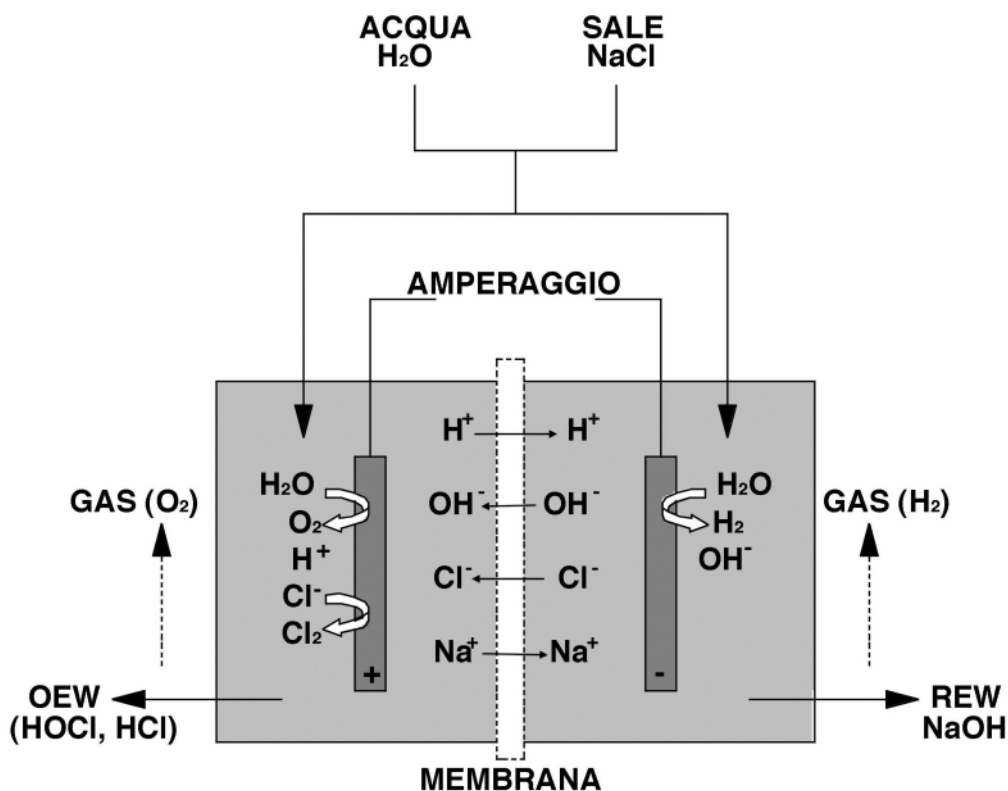 ACQUA
H₂O
SALE
NaCl
AMPERAGGIO
H⁺ H⁺
H₂O
O₂
H⁺
Cl⁻
Cl₂
OH⁻ OH⁻
Cl⁻ Cl⁻
Na⁺ Na⁺
H₂O
H₂
OH⁻
GAS (O₂)
GAS (H₂)
+
-
OEW
(HOCl, HCl)
REW
NaOH
MEMBRANA